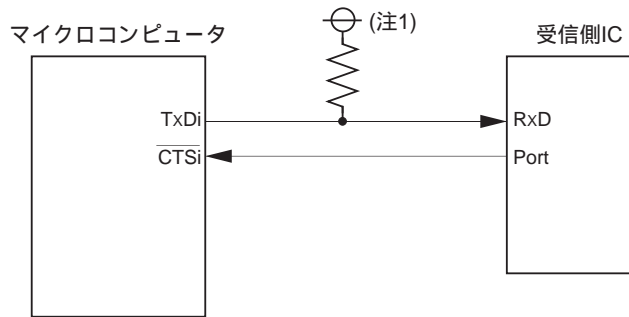 マイクロコンピュータ
(注1)
受信側IC
TxDi
RxD
CTSi
Port